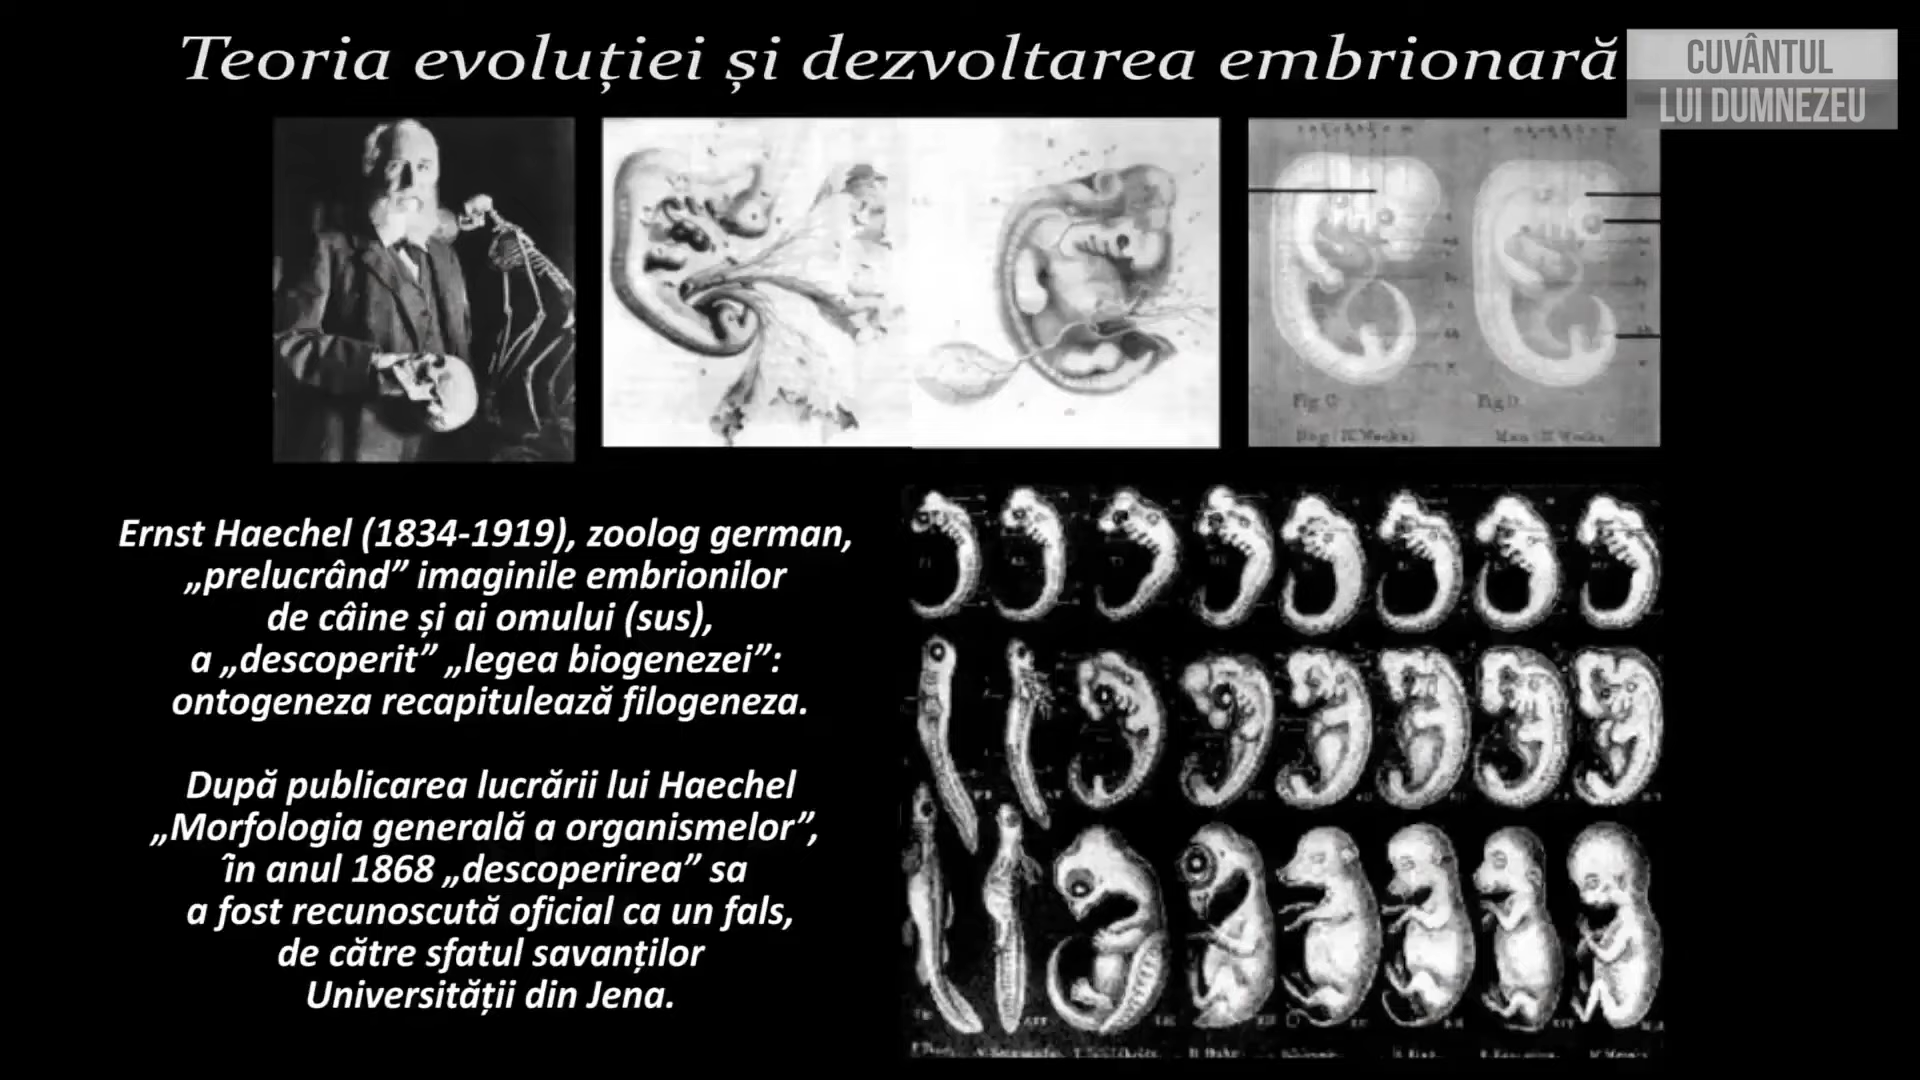 Teoria evoluției și dezvoltarea embrionară
CUVÂNTUL
LUI DUMNEZEU
Fig C.
Fig D.
Ernst Haechel (1834-1919), zoolog german,
„prelucrând” imaginile embrionilor
de câine și ai omului (sus),
a „descoperit” „legea biogenezei”:
ontogeneza recapitulează filogeneza.
După publicarea lucrării lui Haechel
„Morfologia generală a organismelor”,
în anul 1868 „descoperirea” sa
a fost recunoscută oficial ca un fals,
de către sfatul savanților
Universității din Jena.